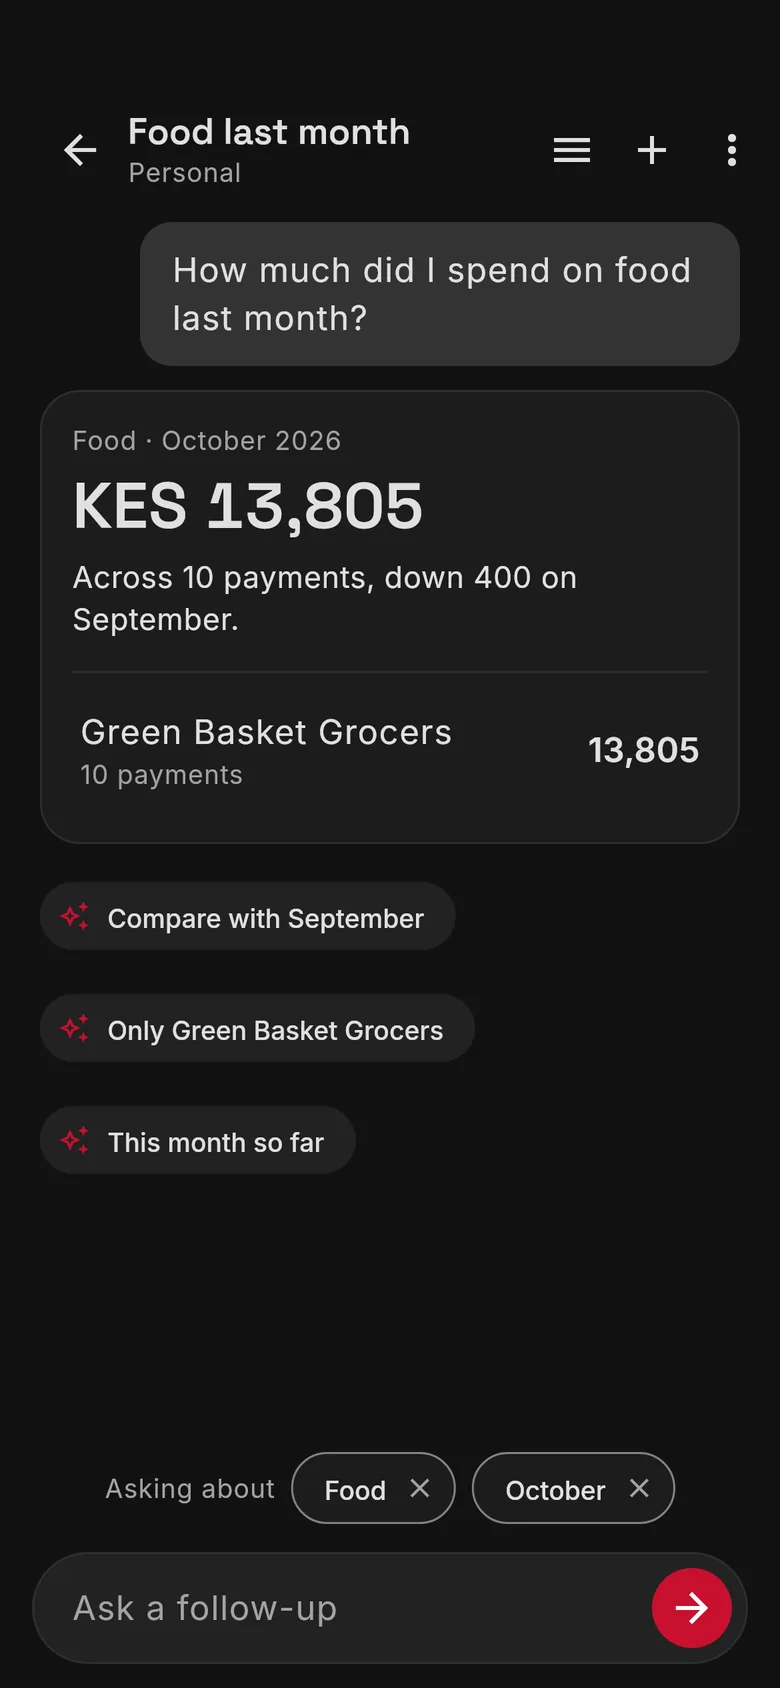 Food last month
Personal
How much did I spend on food
last month?
Food · October 2026
KES 13,805
Across 10 payments, down 400 on
September.
Green Basket Grocers
13,805
10 payments
Compare with September
Only Green Basket Grocers
This month so far
Asking about
Food
October
Ask a follow-up